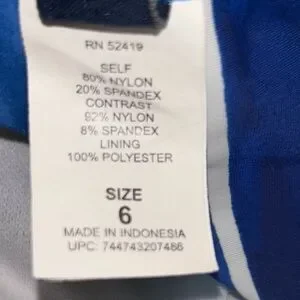 RN 52419
SELF
80% NYLON
20% SPANDEX
CONTRAST
92% NYLON
8% SPANDEX
LINING
100% POLYESTER
SIZE
6
MADE IN INDONESIA
UPC: 744743207486